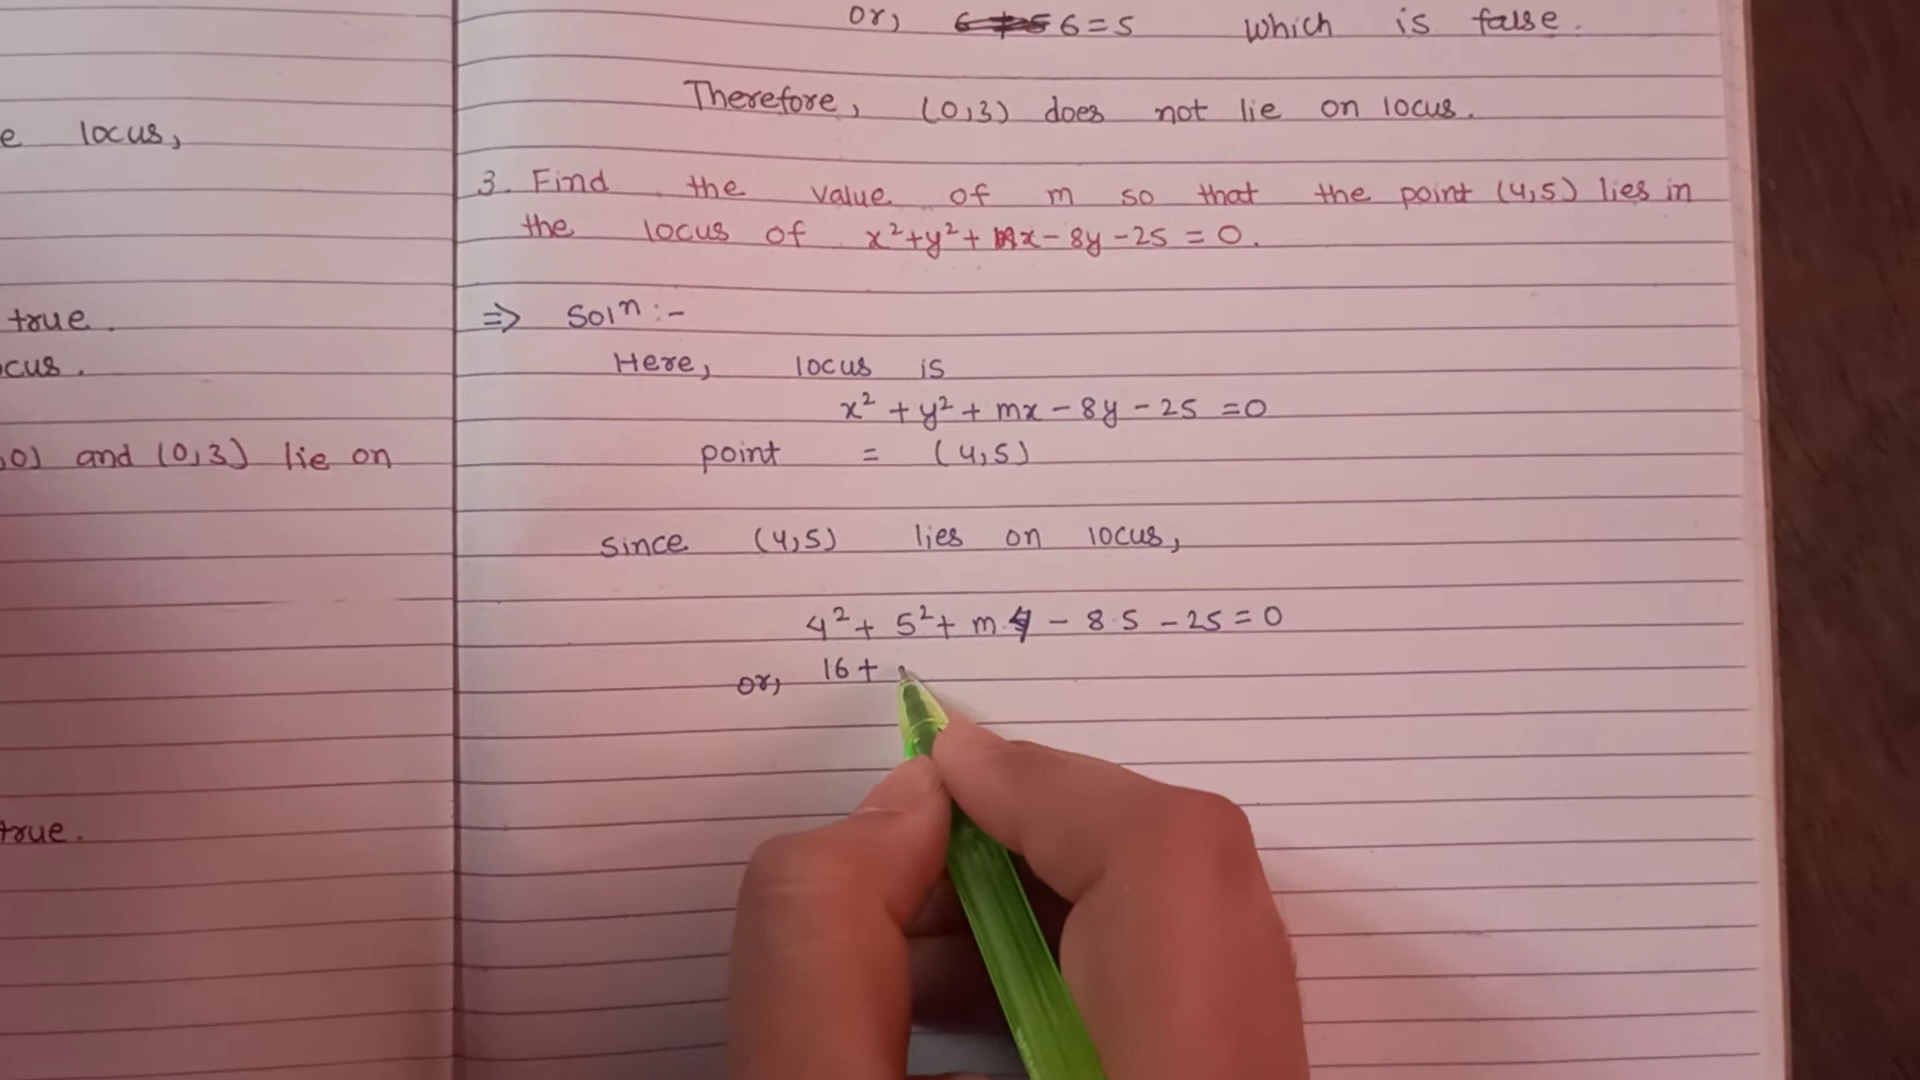 e locus,
true.
cus.
0) and (0,3) lie on
true.
or, 6=5 which is false.
Therefore, (0,3) does not lie on locus.
3. Find the value of m so that the point (4,5) lies in
the locus of x²+y²+mx-8y-25=0.
⇒ Solⁿ:-
Here, locus is
x²+y²+mx-8y-25=0
point = (4,5)
since (4,5) lies on locus,
4²+5²+m.4-8.5-25=0
or, 16+